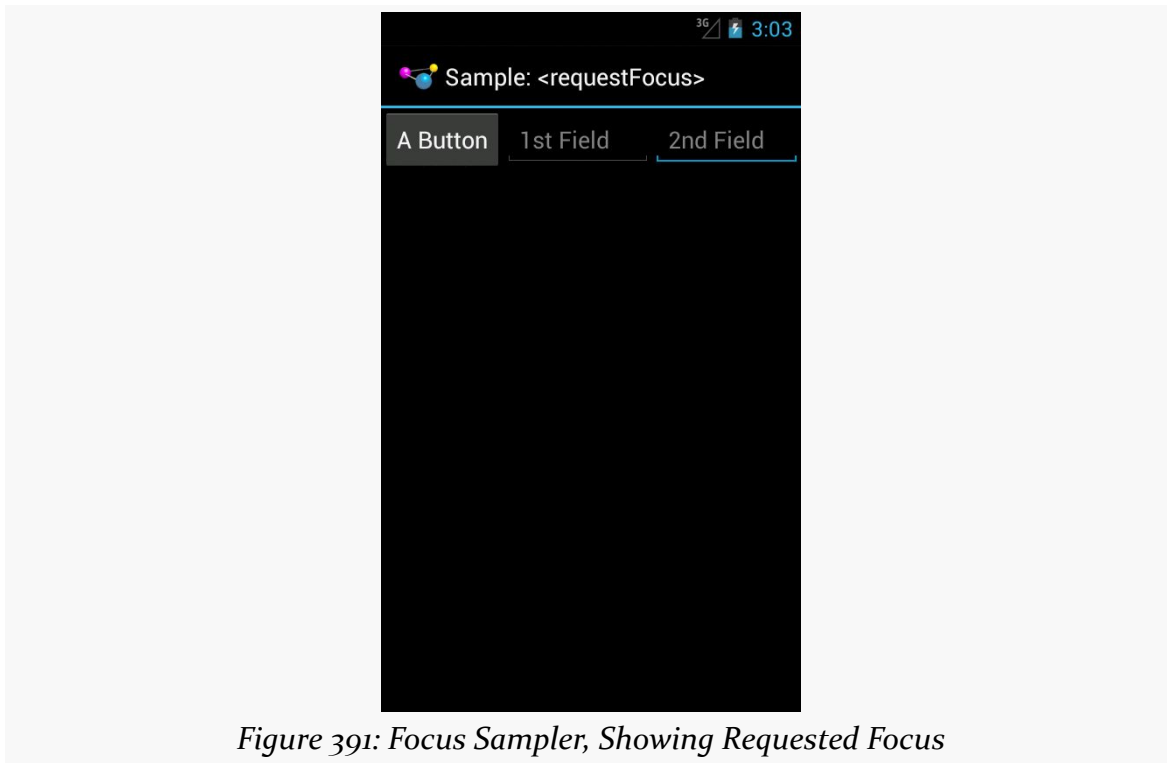 3G 3:03
Sample: <requestFocus>
A Button 1st Field 2nd Field
Figure 391: Focus Sampler, Showing Requested Focus